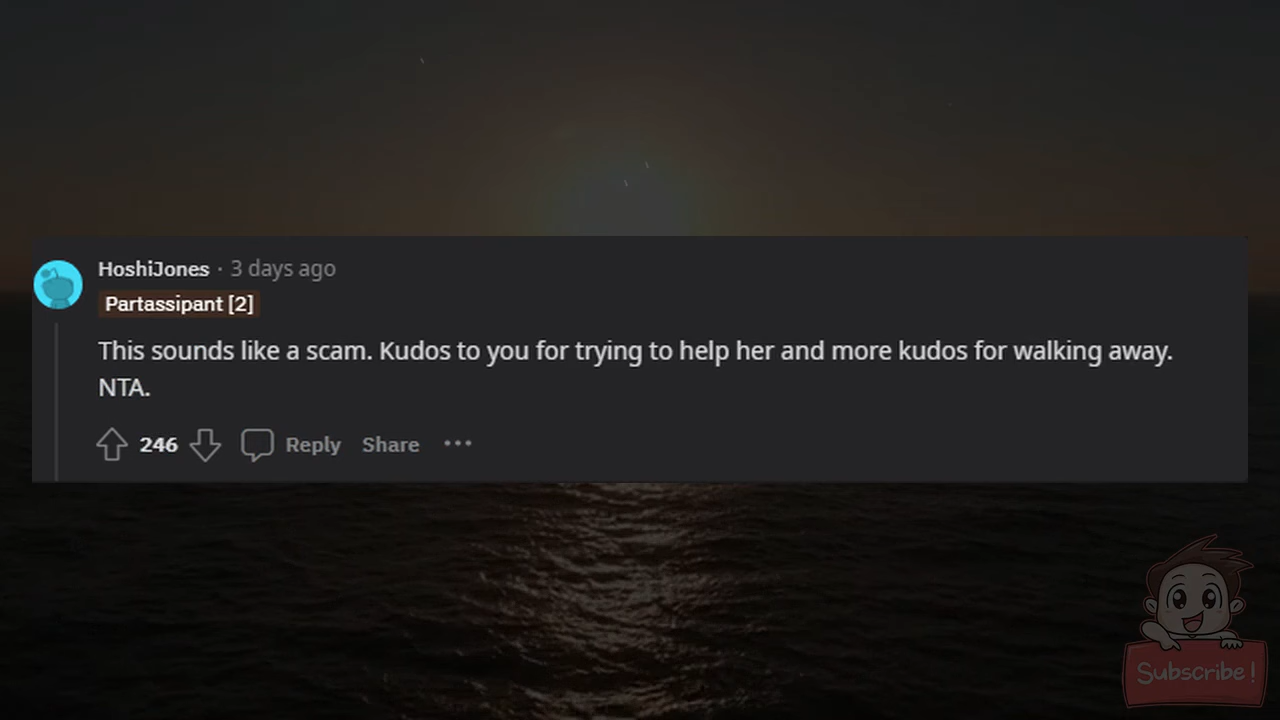 HoshiJones · 3 days ago
Partassipant [2]
This sounds like a scam. Kudos to you for trying to help her and more kudos for walking away.
NTA.
246 Reply Share ···
Subscribe!